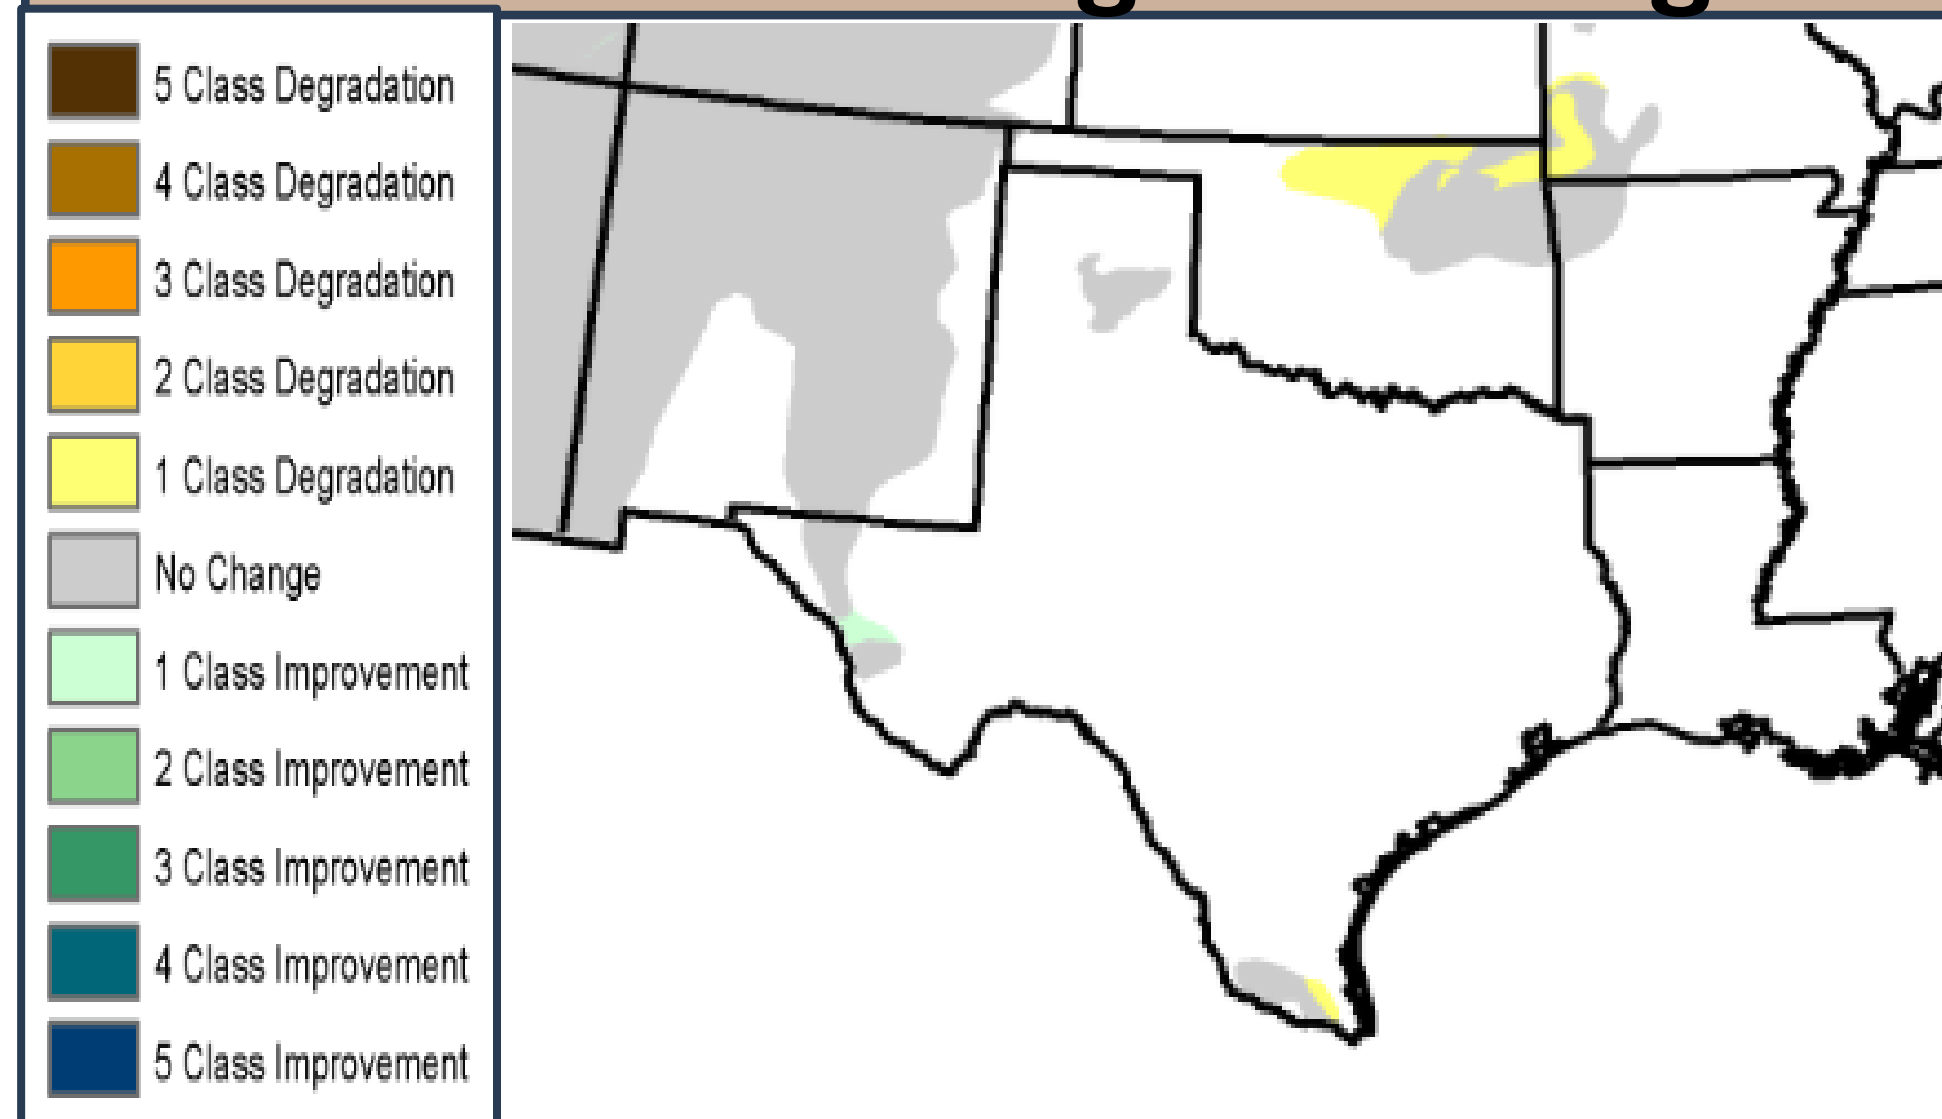 5 Class Degradation
4 Class Degradation
3 Class Degradation
2 Class Degradation
1 Class Degradation
No Change
1 Class Improvement
2 Class Improvement
3 Class Improvement
4 Class Improvement
5 Class Improvement